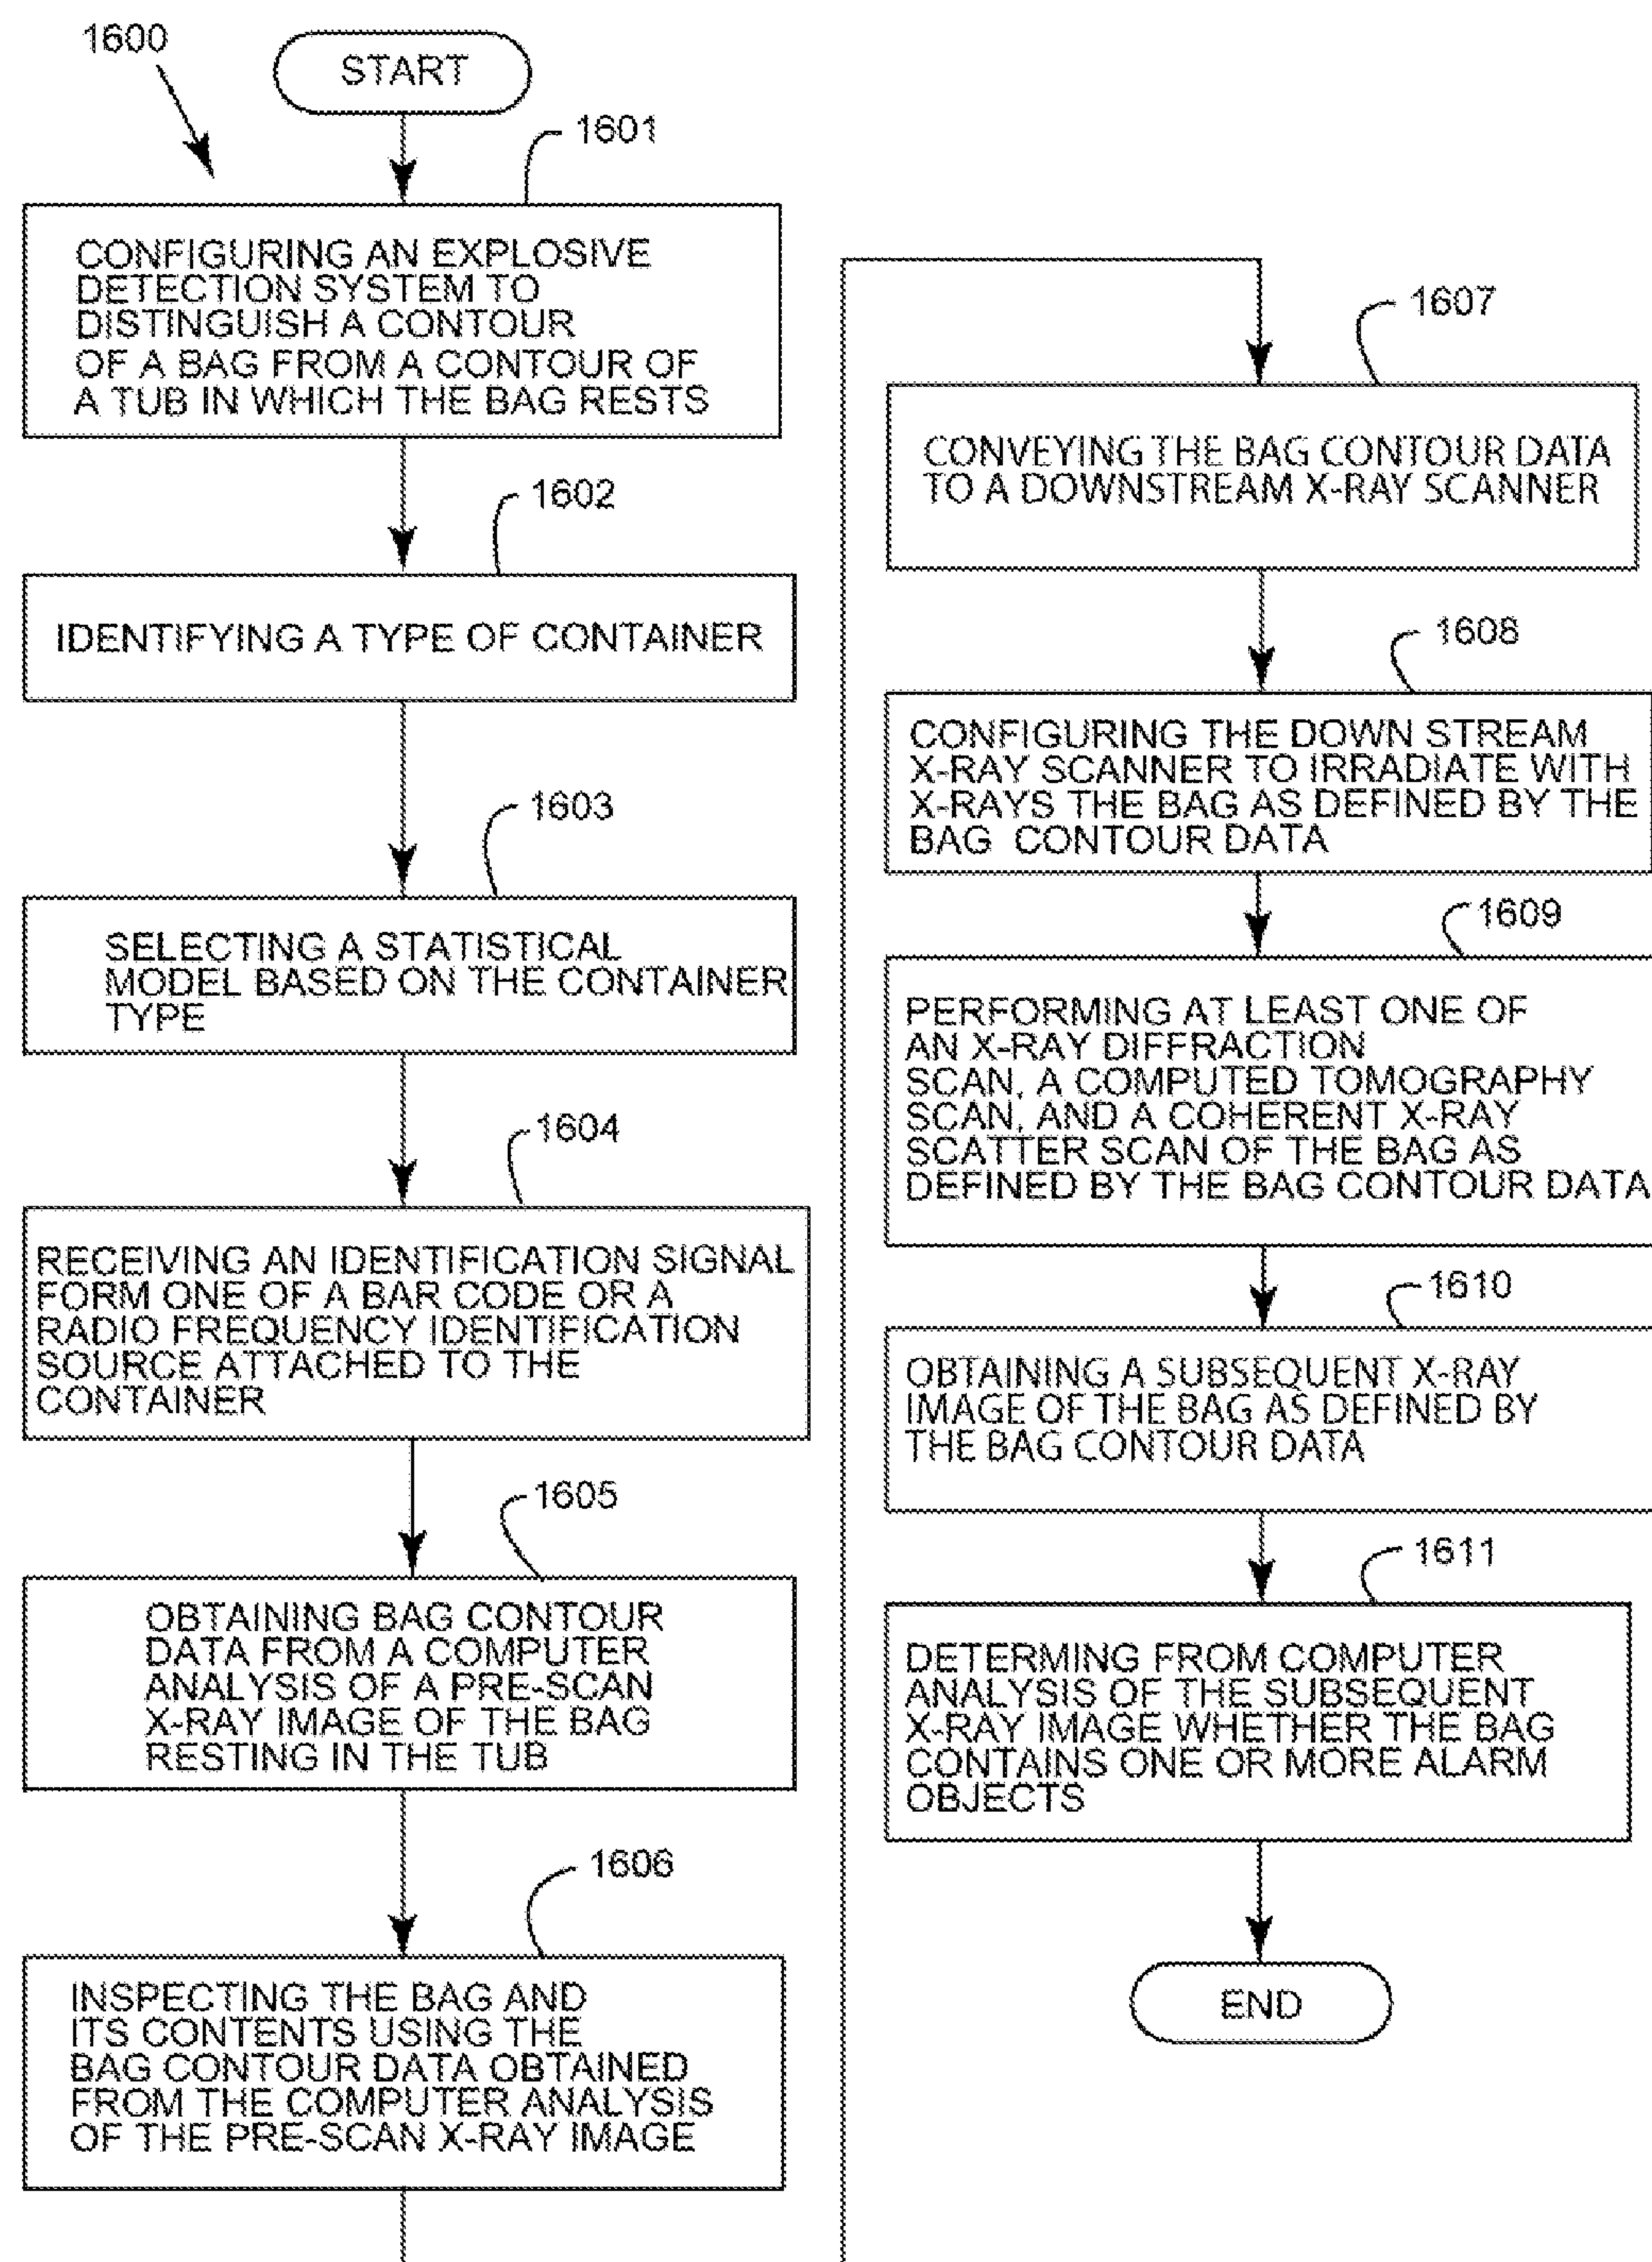 1600
START
1601
CONFIGURING AN EXPLOSIVE
DETECTION SYSTEM TO
DISTINGUISH A CONTOUR
OF A BAG FROM A CONTOUR OF
A TUB IN WHICH THE BAG RESTS
1602
IDENTIFYING A TYPE OF CONTAINER
1603
SELECTING A STATISTICAL
MODEL BASED ON THE CONTAINER
TYPE
1604
RECEIVING AN IDENTIFICATION SIGNAL
FORM ONE OF A BAR CODE OR A
RADIO FREQUENCY IDENTIFICATION
SOURCE ATTACHED TO THE
CONTAINER
1605
OBTAINING BAG CONTOUR
DATA FROM A COMPUTER
ANALYSIS OF A PRE-SCAN
X-RAY IMAGE OF THE BAG
RESTING IN THE TUB
1606
INSPECTING THE BAG AND
ITS CONTENTS USING THE
BAG CONTOUR DATA OBTAINED
FROM THE COMPUTER ANALYSIS
OF THE PRE-SCAN X-RAY IMAGE
1607
CONVEYING THE BAG CONTOUR DATA
TO A DOWNSTREAM X-RAY SCANNER
1608
CONFIGURING THE DOWN STREAM
X-RAY SCANNER TO IRRADIATE WITH
X-RAYS THE BAG AS DEFINED BY THE
BAG CONTOUR DATA
1609
PERFORMING AT LEAST ONE OF
AN X-RAY DIFFRACTION
SCAN, A COMPUTED TOMOGRAPHY
SCAN, AND A COHERENT X-RAY
SCATTER SCAN OF THE BAG AS
DEFINED BY THE BAG CONTOUR DATA
1610
OBTAINING A SUBSEQUENT X-RAY
IMAGE OF THE BAG AS DEFINED BY
THE BAG CONTOUR DATA
1611
DETERMING FROM COMPUTER
ANALYSIS OF THE SUBSEQUENT
X-RAY IMAGE WHETHER THE BAG
CONTAINS ONE OR MORE ALARM
OBJECTS
END